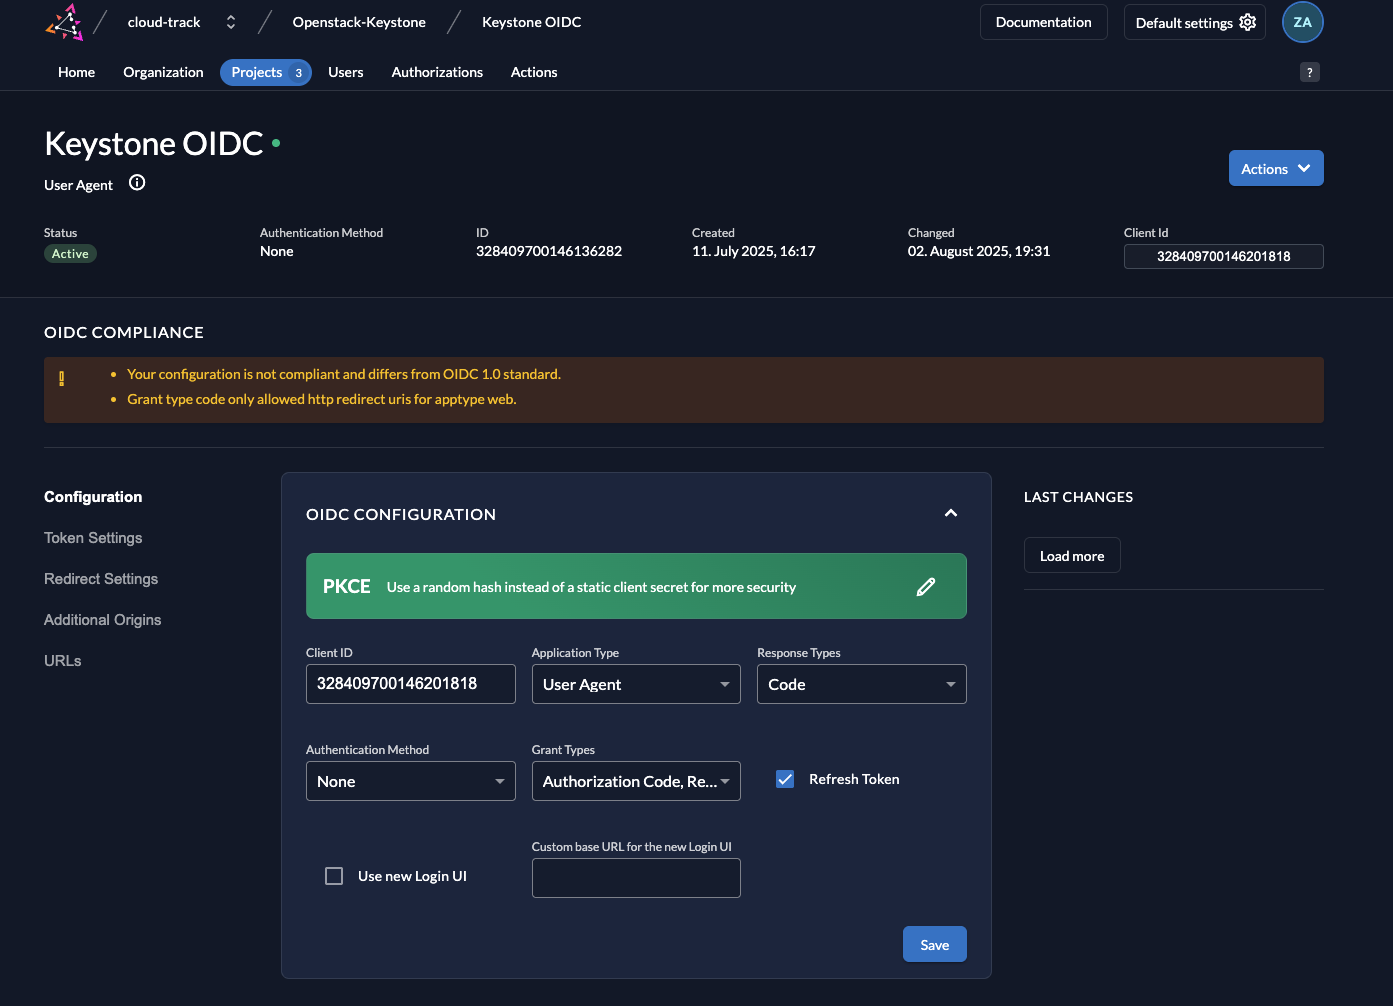 cloud-track
Openstack-Keystone
Keystone OIDC
Documentation
Default settings
ZA
Home
Organization
Projects 3
Users
Authorizations
Actions
?
Keystone OIDC
User Agent
Actions
Status
Active
Authentication Method
None
ID
328409700146136282
Created
11. July 2025, 16:17
Changed
02. August 2025, 19:31
Client Id
328409700146201818
OIDC COMPLIANCE
Your configuration is not compliant and differs from OIDC 1.0 standard.
Grant type code only allowed http redirect uris for apptype web.
Configuration
Token Settings
Redirect Settings
Additional Origins
URLs
OIDC CONFIGURATION
PKCE Use a random hash instead of a static client secret for more security
Client ID
328409700146201818
Application Type
User Agent
Response Types
Code
Authentication Method
None
Grant Types
Authorization Code, Re...
Refresh Token
Use new Login UI
Custom base URL for the new Login UI
Save
LAST CHANGES
Load more